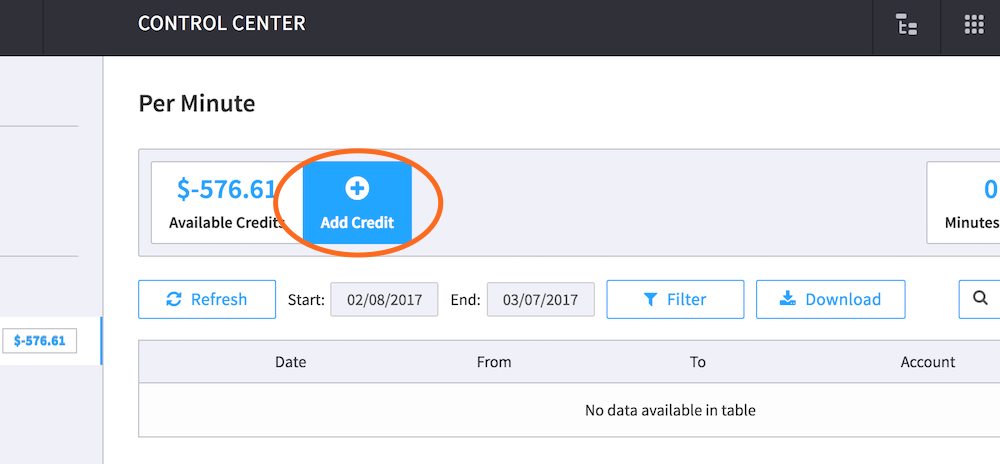 CONTROL CENTER
Per Minute
$-576.61
Available Credits
Add Credit
0
Minutes
Refresh
Start: 02/08/2017
End: 03/07/2017
Filter
Download
$-576.61
Date From To Account
No data available in table